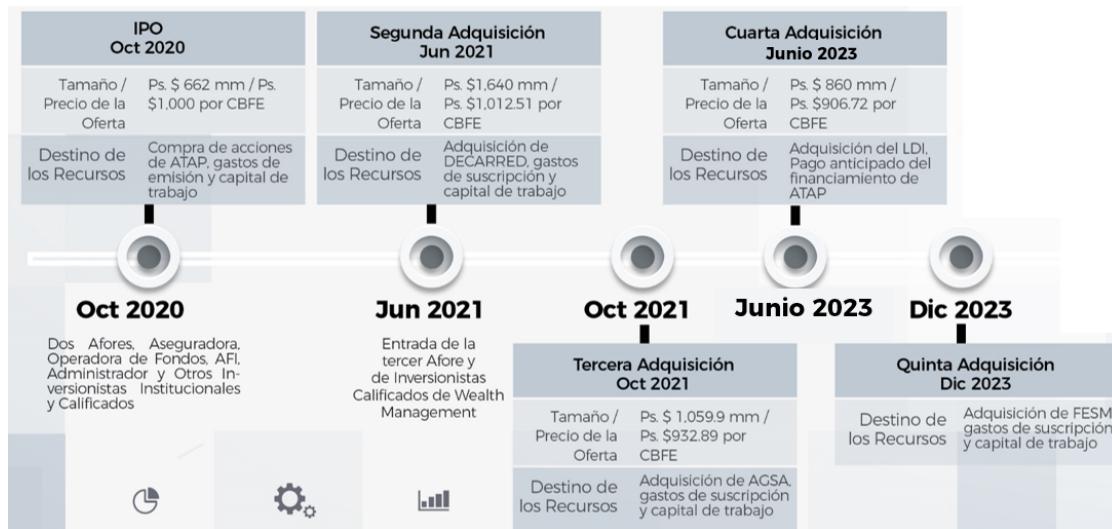 IPO
Oct 2020
Tamaño /
Precio de la
Oferta
Ps. $ 662 mm / Ps.
$1,000 por CBFE
Destino de
los Recursos
Compra de acciones
de ATAP, gastos de
emisión y capital de
trabajo
Segunda Adquisición
Jun 2021
Tamaño /
Precio de la
Oferta
Ps. $1,640 mm /
Ps. $1,012.51 por
CBFE
Destino de
los Recursos
Adquisición de
DECARRED, gastos
de suscripción y
capital de trabajo
Cuarta Adquisición
Junio 2023
Tamaño /
Precio de la
Oferta
Ps. $ 860 mm /
Ps. $906.72 por
CBFE
Destino de
los Recursos
Adquisición del LDI,
Pago anticipado del
financiamiento de
ATAP
Oct 2020
Jun 2021
Oct 2021
Junio 2023
Dic 2023
Dos Afores, Aseguradora,
Operadora de Fondos, AFI,
Administrador y Otros In-
versionistas Institucionales
y Calificados
Entrada de la
tercer Afore y
de Inversionistas
Calificados de Wealth
Management
Tercera Adquisición
Oct 2021
Tamaño /
Precio de la
Oferta
Ps. $ 1,059.9 mm /
Ps. $932.89 por
CBFE
Destino de
los Recursos
Adquisición de AGSA,
gastos de suscripción
y capital de trabajo
Quinta Adquisición
Dic 2023
Destino de
los Recursos
Adquisición de FESM,
gastos de suscripción
y capital de trabajo